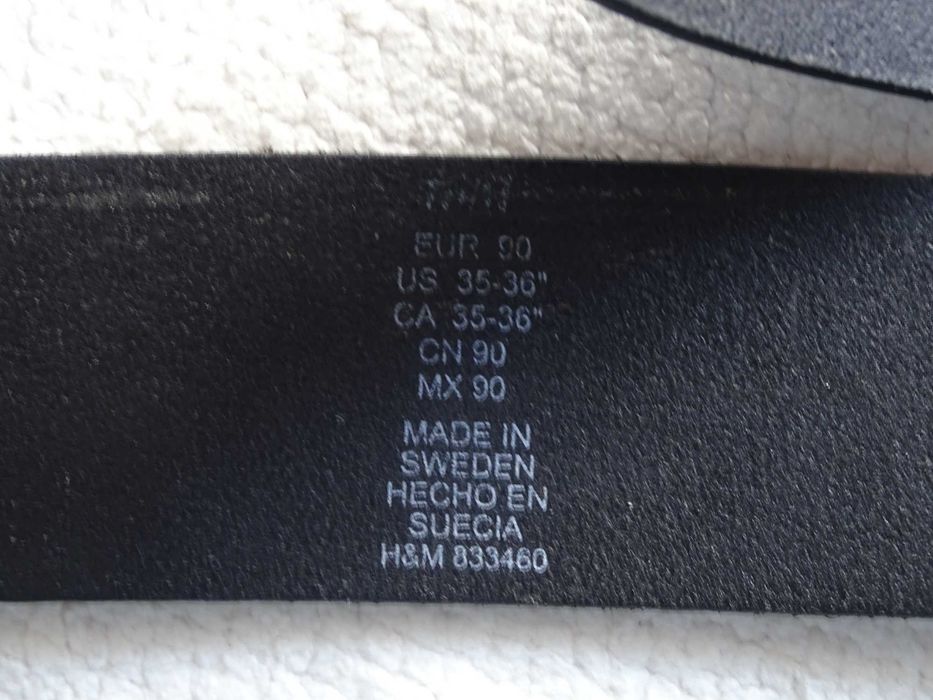 EUR 90
US 35-36"
CA 35-36"
CN 90
MX 90
MADE IN
SWEDEN
HECHO EN
SUECIA
H&M 833460